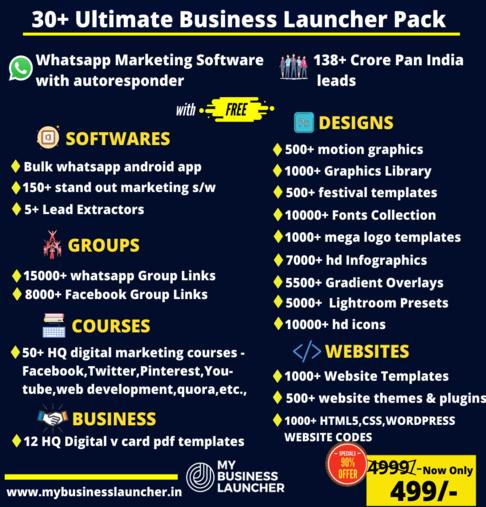 30+ Ultimate Business Launcher Pack
Whatsapp Marketing Software
with autoresponder
138+ Crore Pan India
leads
with FREE
SOFTWARES
Bulk whatsapp android app
150+ stand out marketing s/w
5+ Lead Extractors
GROUPS
15000+ whatsapp Group Links
8000+ Facebook Group Links
COURSES
50+ HQ digital marketing courses -
Facebook,Twitter,Pinterest,You-
tube,web development,quora,etc.,
BUSINESS
12 HQ Digital v card pdf templates
DESIGNS
500+ motion graphics
1000+ Graphics Library
500+ festival templates
10000+ Fonts Collection
1000+ mega logo templates
7000+ hd Infographics
5500+ Gradient Overlays
5000+ Lightroom Presets
10000+ hd icons
</> WEBSITES
1000+ Website Templates
500+ website themes & plugins
1000+ HTML5,CSS,WORDPRESS
WEBSITE CODES
www.mybusinesslauncher.in
MY
BUSINESS
LAUNCHER
SPECIAL
90%
OFFER
4999/-Now Only
499/-